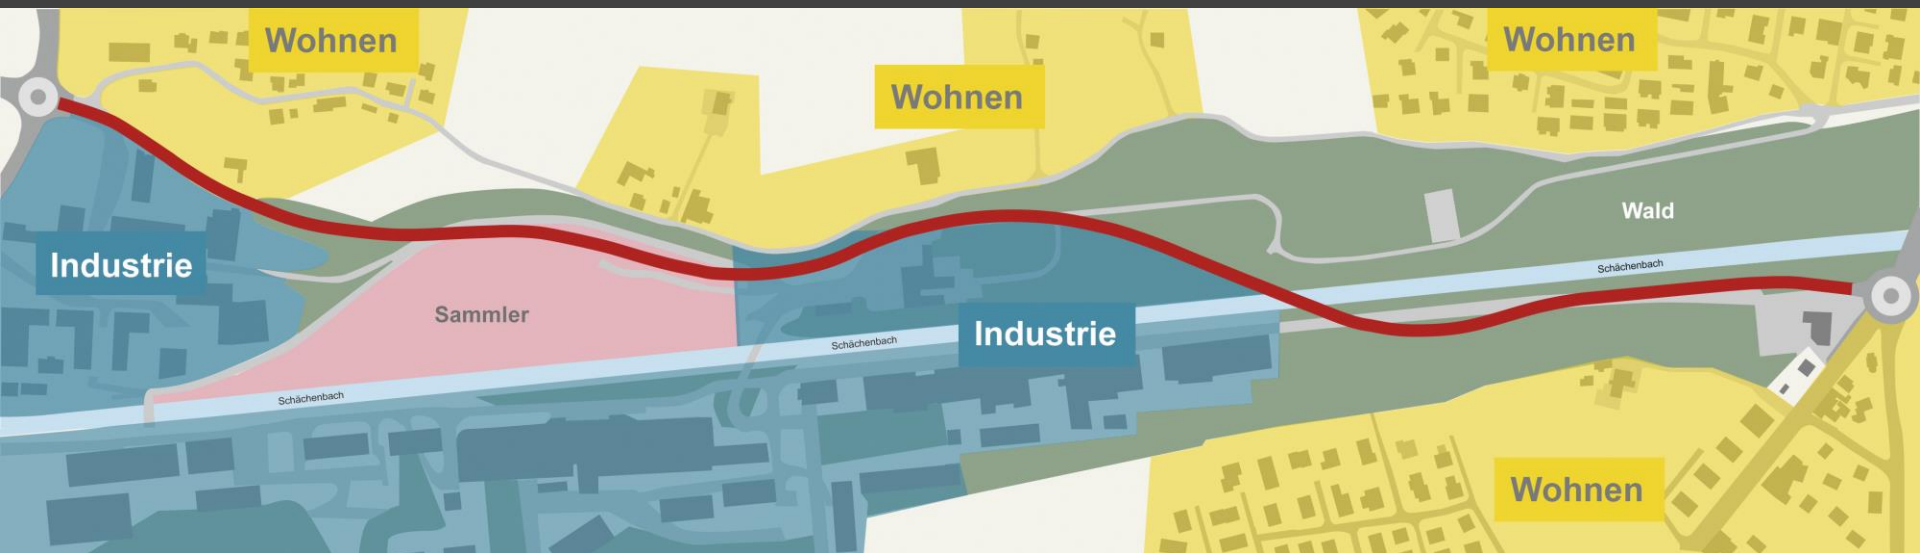 Wohnen
Wohnen
Wohnen
Wald
Industrie
Schächenbach
Sammler
Industrie
Schächenbach
Schächenbach
Wohnen